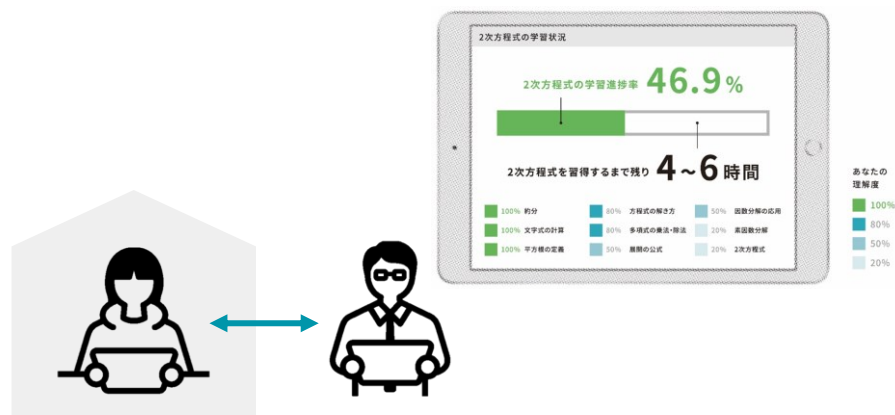 2次方程式の学習状況
2次方程式の学習進捗率 46.9%
2次方程式を習得するまで残り 4〜6時間
100% 約分
80% 方程式の解き方
50% 因数分解の応用
100% 文字式の計算
80% 多項式の乗法・除法
20% 素因数分解
100% 平方根の定義
50% 展開の公式
20% 2次方程式
あなたの
理解度
100%
80%
50%
20%